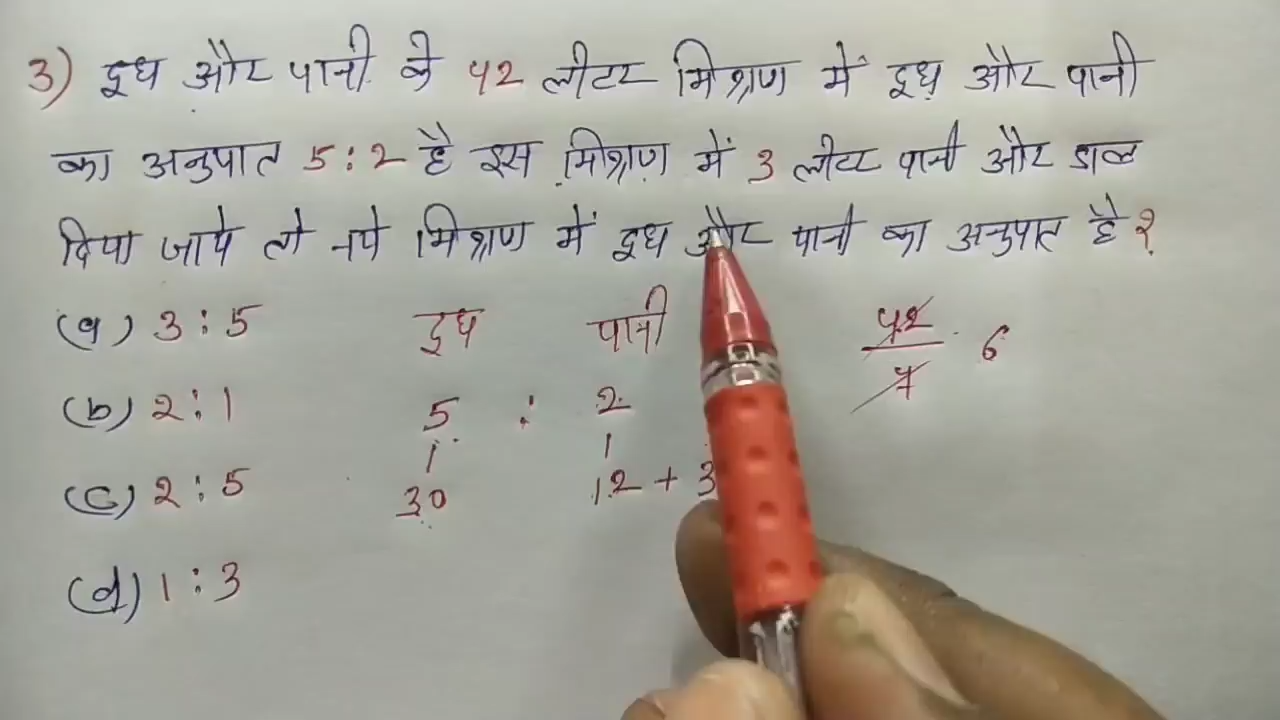 3) दूध और पानी के 42 लीटर मिश्रण में दूध और पानी
का अनुपात 5:2 है इस मिश्रण में 3 लीटर पानी और डाल
दिया जाये तो नये मिश्रण में दूध और पानी का अनुपात है ?
(a) 3:5
(b) 2:1
(c) 2:5
(d) 1:3
दूध पानी
5 : 2
30 12+3
42
7
6